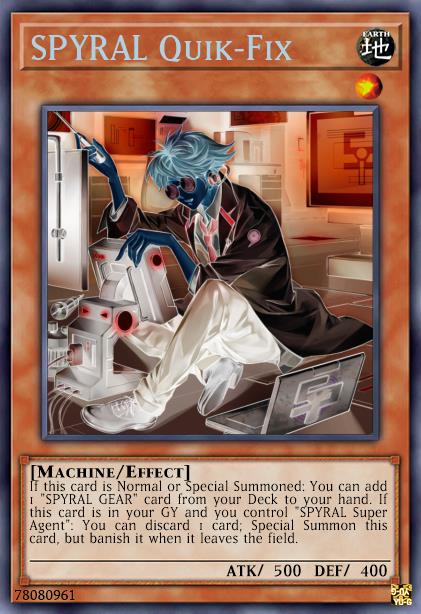 SPYRAL Quik-Fix
EARTH
地
[Machine/Effect]
If this card is Normal or Special Summoned: You can add
1 "SPYRAL GEAR" card from your Deck to your hand. If
this card is in your GY and you control "SPYRAL Super
Agent": You can discard 1 card; Special Summon this
card, but banish it when it leaves the field.
ATK/ 500 DEF/ 400
78080961